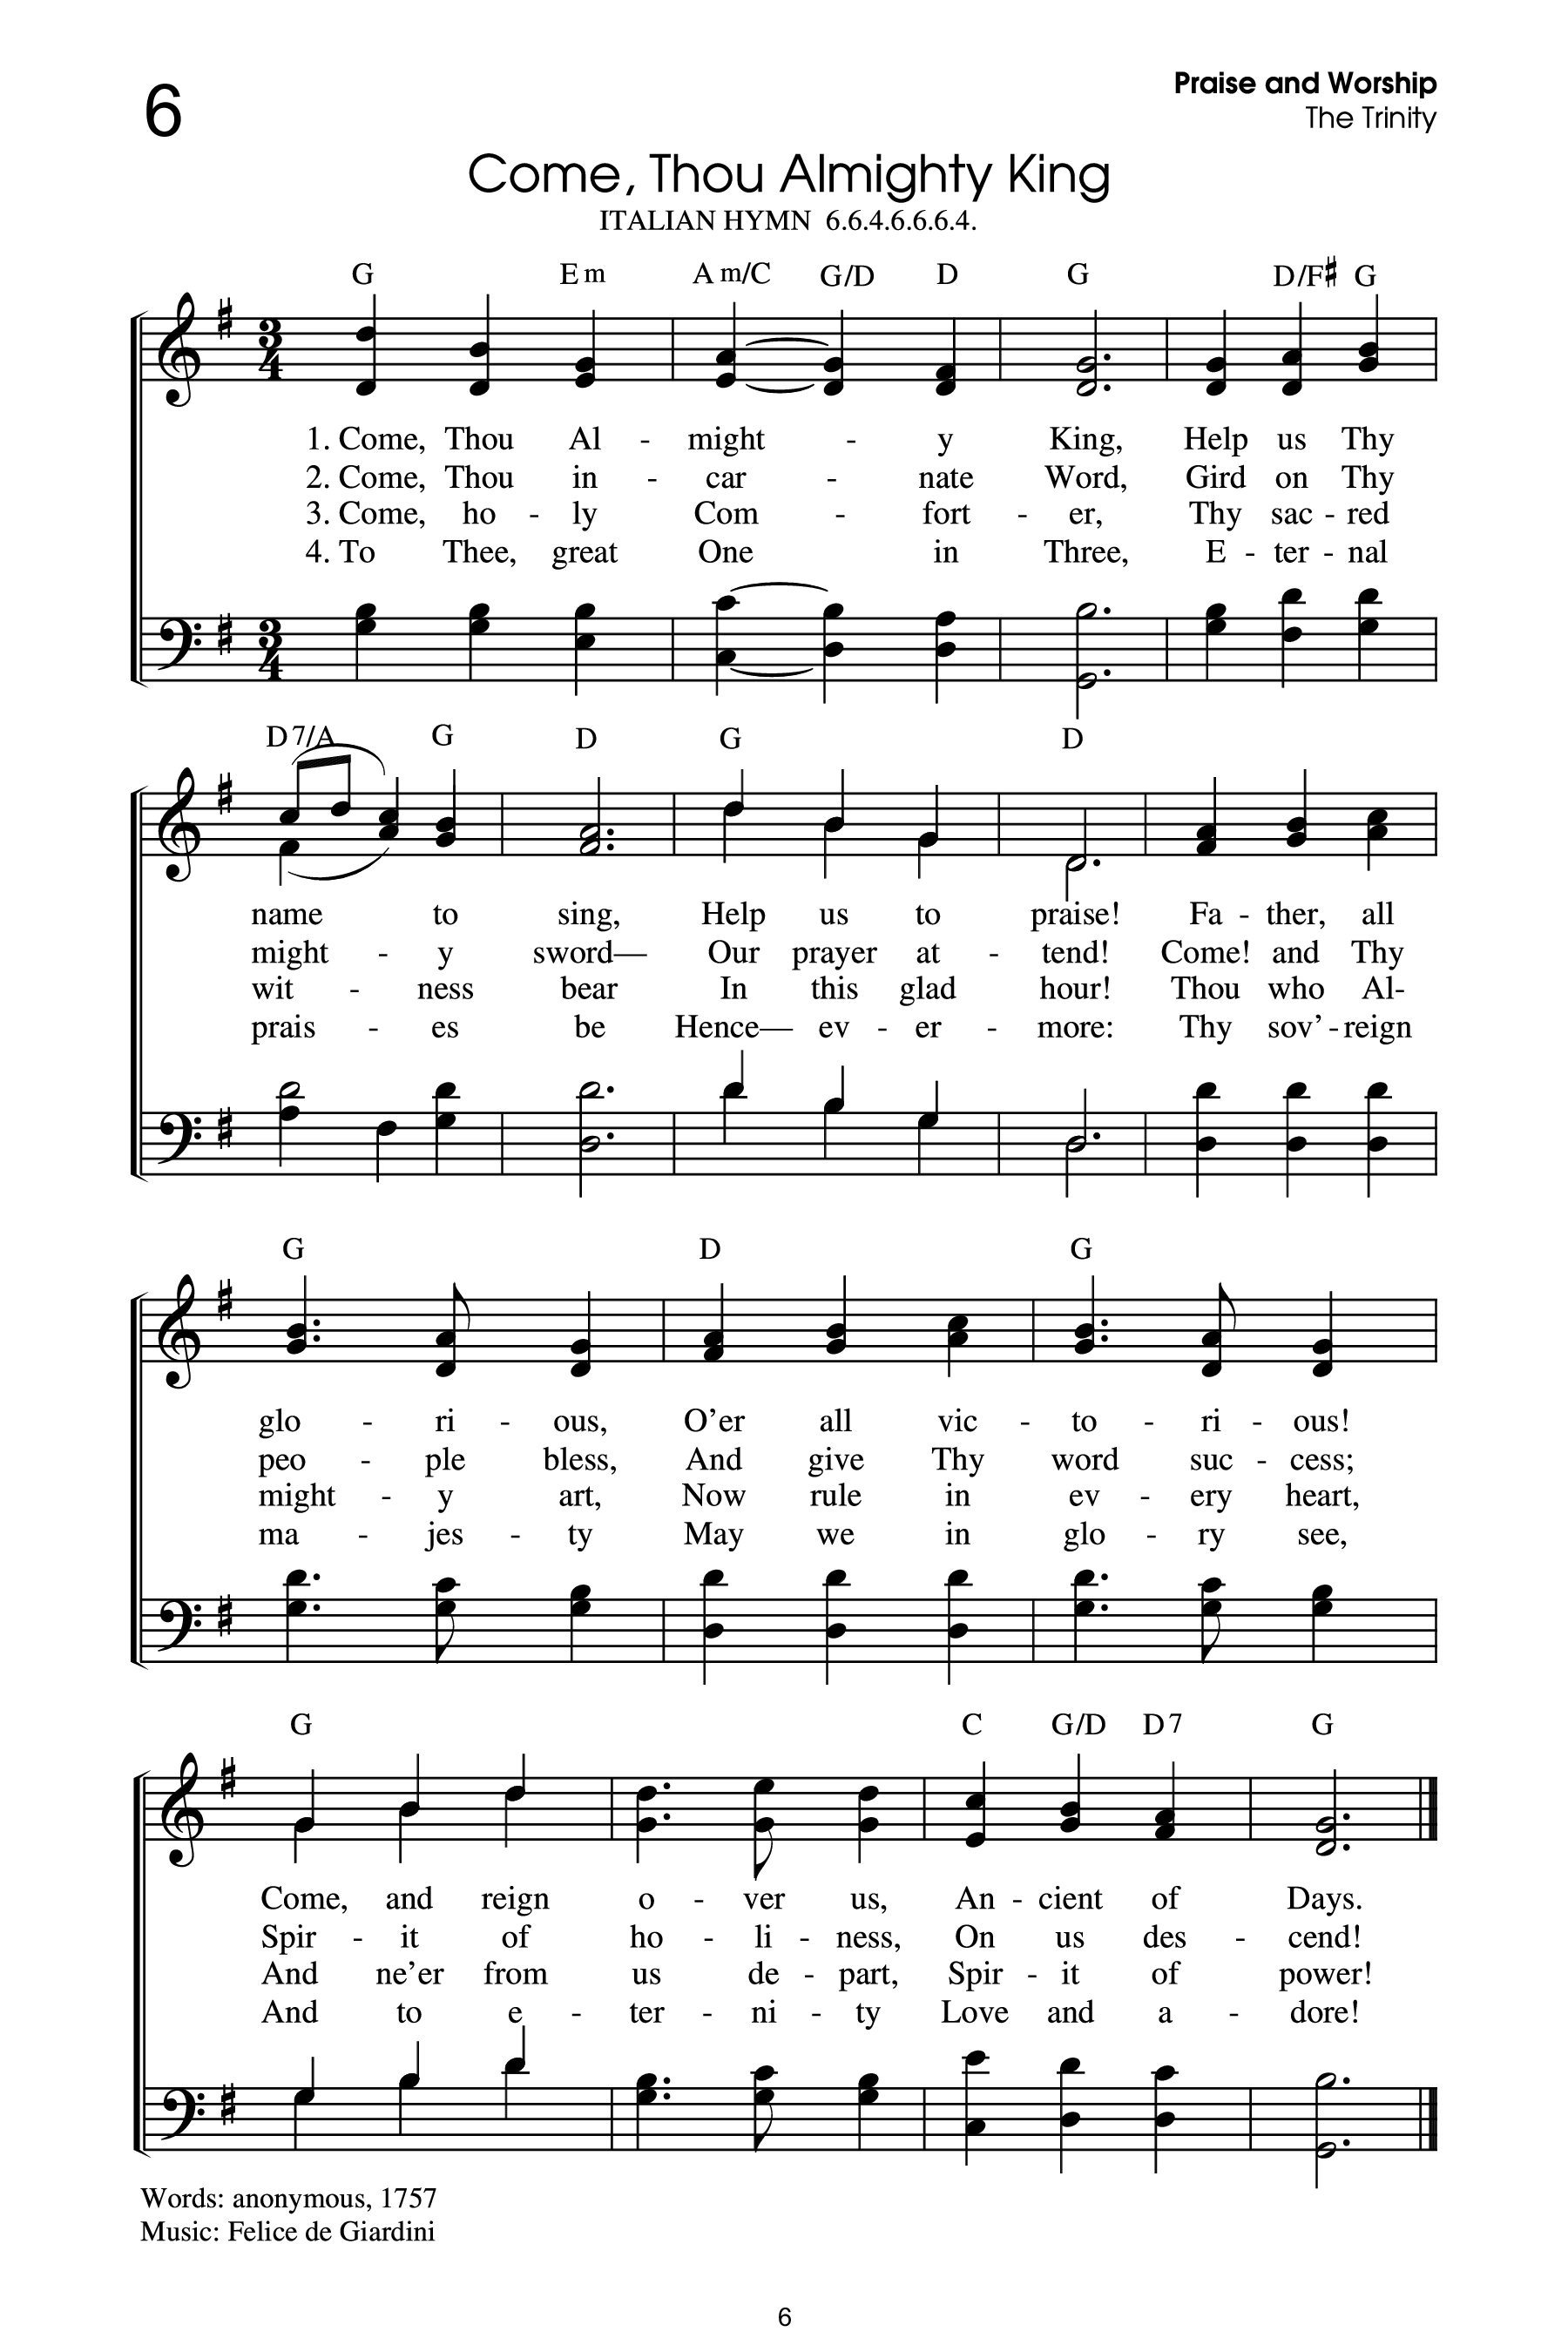 6
Praise and Worship
The Trinity
Come, Thou Almighty King
ITALIAN HYMN 6.6.4.6.6.6.4.
G Em Am/C G/D D G D/F♯ G
3/4
1. Come, Thou Al - might - y King, Help us Thy
2. Come, Thou in - car - nate Word, Gird on Thy
3. Come, ho - ly Com - fort - er, Thy sac - red
4. To Thee, great One in Three, E - ter - nal
3/4
D7/A G D G D
name to sing, Help us to praise! Fa - ther, all
might - y sword— Our prayer at - tend! Come! and Thy
wit - ness bear In this glad hour! Thou who Al-
prais - es be Hence— ev - er - more: Thy sov’ - reign
G D G
glo - ri - ous, O’er all vic - to - ri - ous!
peo - ple bless, And give Thy word suc - cess;
might - y art, Now rule in ev - ery heart,
ma - jes - ty May we in glo - ry see,
G C G/D D7 G
Come, and reign o - ver us, An - cient of Days.
Spir - it of ho - li - ness, On us des - cend!
And ne’er from us de - part, Spir - it of power!
And to e - ter - ni - ty Love and a - dore!
Words: anonymous, 1757
Music: Felice de Giardini
6